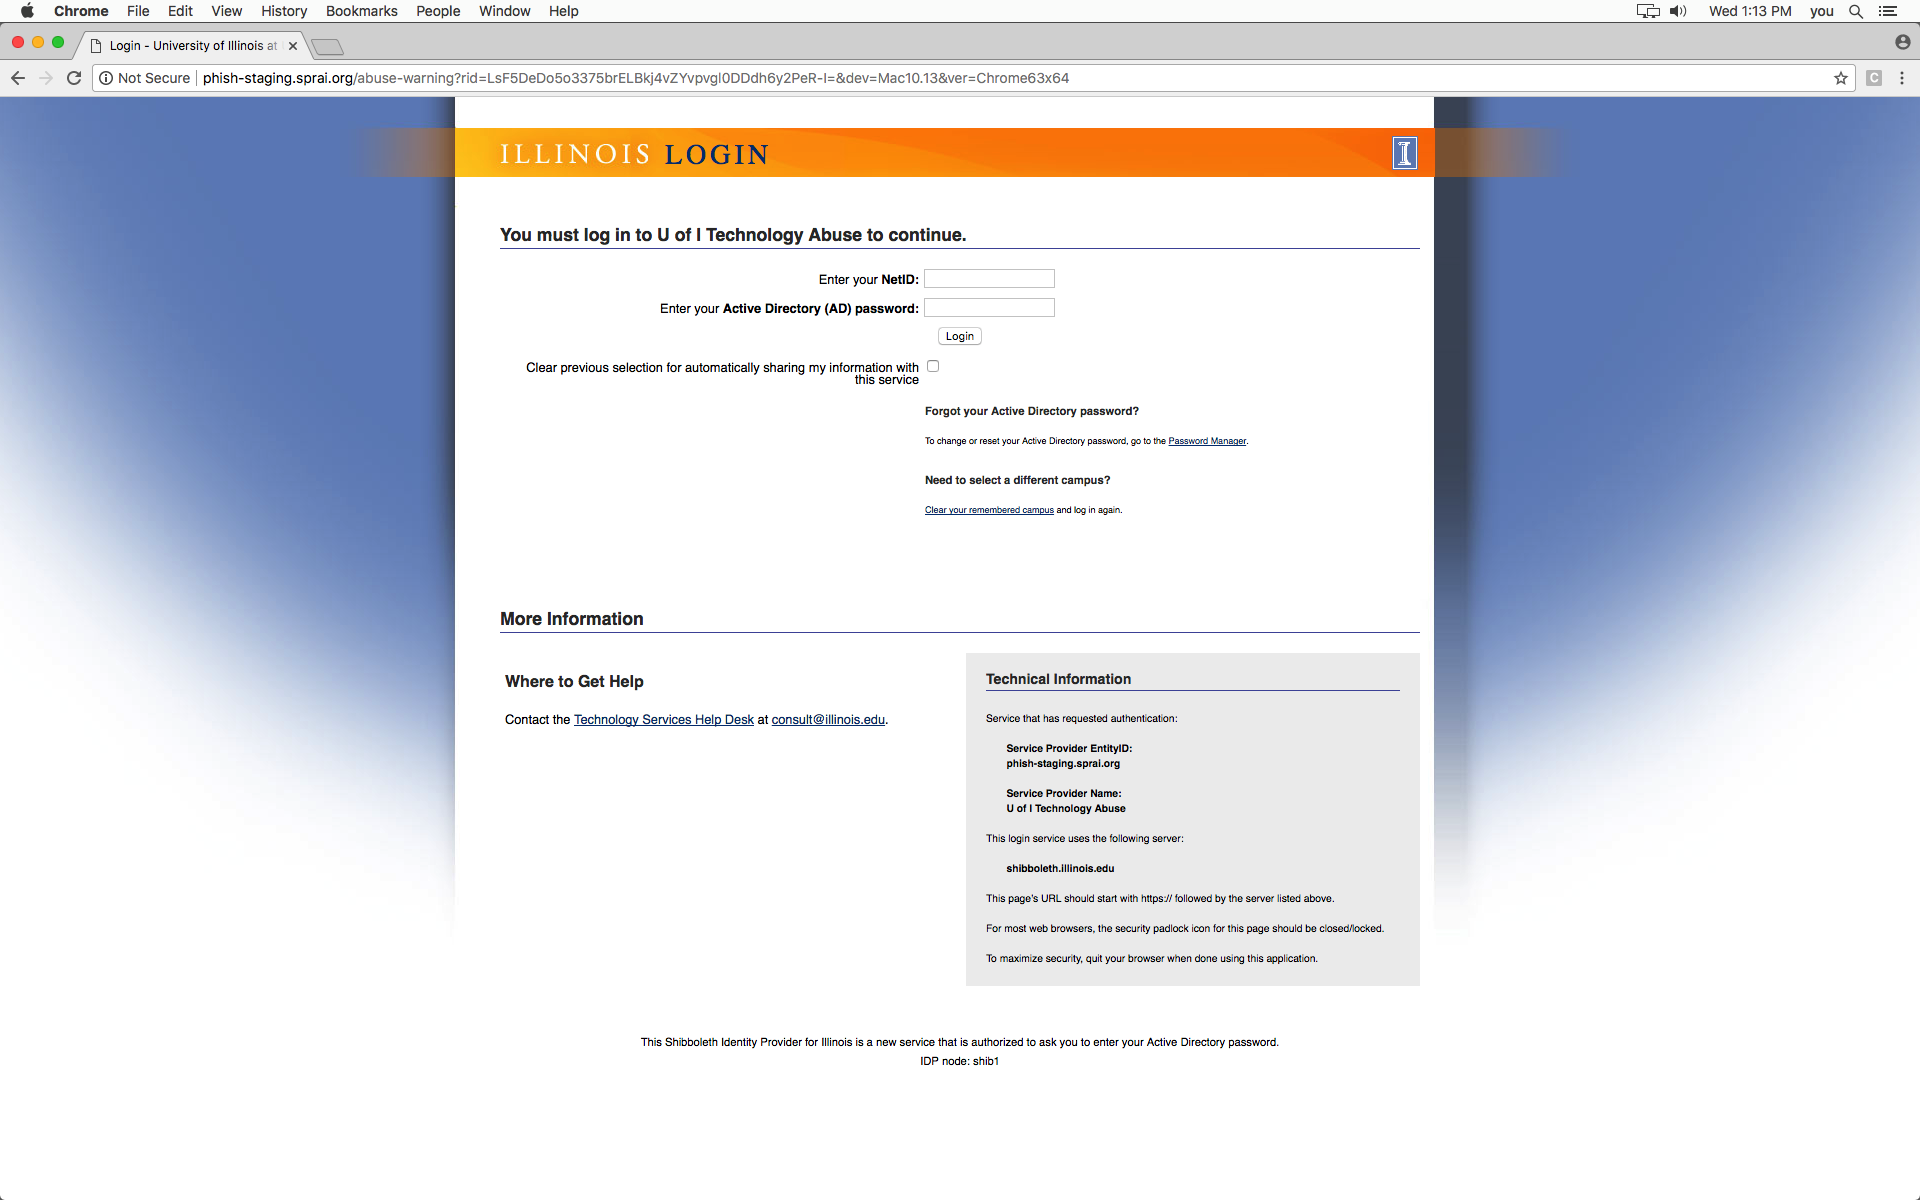 Chrome File Edit View History Bookmarks People Window Help Wed 1:13 PM you
Login - University of Illinois at
Not Secure phish-staging.sprai.org/abuse-warning?rid=LsF5DeDo5o3375brELBkj4vZYvpvgl0DDdh6y2PeR-I=&dev=Mac10.13&ver=Chrome63x64 C
ILLINOIS LOGIN I
You must log in to U of I Technology Abuse to continue.
Enter your NetID:
Enter your Active Directory (AD) password:
Login
Clear previous selection for automatically sharing my information with
this service
Forgot your Active Directory password?
To change or reset your Active Directory password, go to the Password Manager.
Need to select a different campus?
Clear your remembered campus and log in again.
More Information
Where to Get Help
Contact the Technology Services Help Desk at consult@illinois.edu.
Technical Information
Service that has requested authentication:
Service Provider EntityID:
phish-staging.sprai.org
Service Provider Name:
U of I Technology Abuse
This login service uses the following server:
shibboleth.illinois.edu
This page's URL should start with https:// followed by the server listed above.
For most web browsers, the security padlock icon for this page should be closed/locked.
To maximize security, quit your browser when done using this application.
This Shibboleth Identity Provider for Illinois is a new service that is authorized to ask you to enter your Active Directory password.
IDP node: shib1